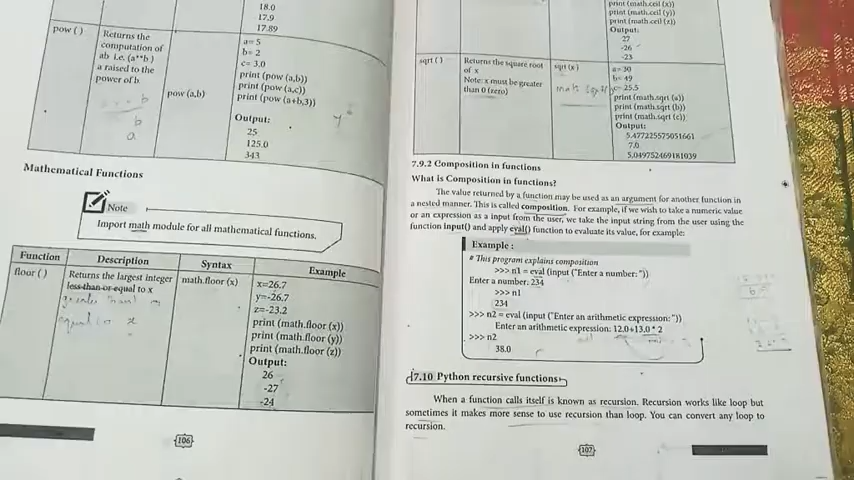 18.0
17.9
17.89
pow ( )
Returns the
computation of
ab i.e, (a**b )
a raised to the
power of b.
pow (a,b)
a= 5
b= 2
c= 3.0
print (pow (a,b))
print (pow (a,c))
print (pow (a+b,3))
Output:
25
125.0
343
b
a
Mathematical Functions
Note
Import math module for all mathematical functions.
Function Description Syntax Example
floor ( )
Returns the largest integer
less than or equal to x
math.floor (x)
x=26.7
y=-26.7
z=-23.2
print (math.floor (x))
print (math.floor (y))
print (math.floor (z))
Output:
26
-27
-24
106
print (math.ceil (x))
print (math.ceil (y))
print (math.ceil (z))
Output:
27
-26
-23
sqrt ( )
Returns the square root
of x
Note: x must be greater
than 0 (zero)
sqrt (x)
a= 30
b= 49
c= 25.5
print (math.sqrt (a))
print (math.sqrt (b))
print (math.sqrt (c))
Output:
5.477225575051661
7.0
5.049752469181039
7.9.2 Composition in functions
What is Composition in functions?
The value returned by a function may be used as an argument for another function in
a nested manner. This is called composition. For example, if we wish to take a numeric value
or an expression as a input from the user, we take the input string from the user using the
function input() and apply eval() function to evaluate its value, for example:
Example :
# This program explains composition
>>> n1 = eval (input ("Enter a number: "))
Enter a number: 234
>>> n1
234
>>> n2 = eval (input ("Enter an arithmetic expression: "))
Enter an arithmetic expression: 12.0+13.0 * 2
>>> n2
38.0
7.10 Python recursive functions
When a function calls itself is known as recursion. Recursion works like loop but
sometimes it makes more sense to use recursion than loop. You can convert any loop to
recursion.
107